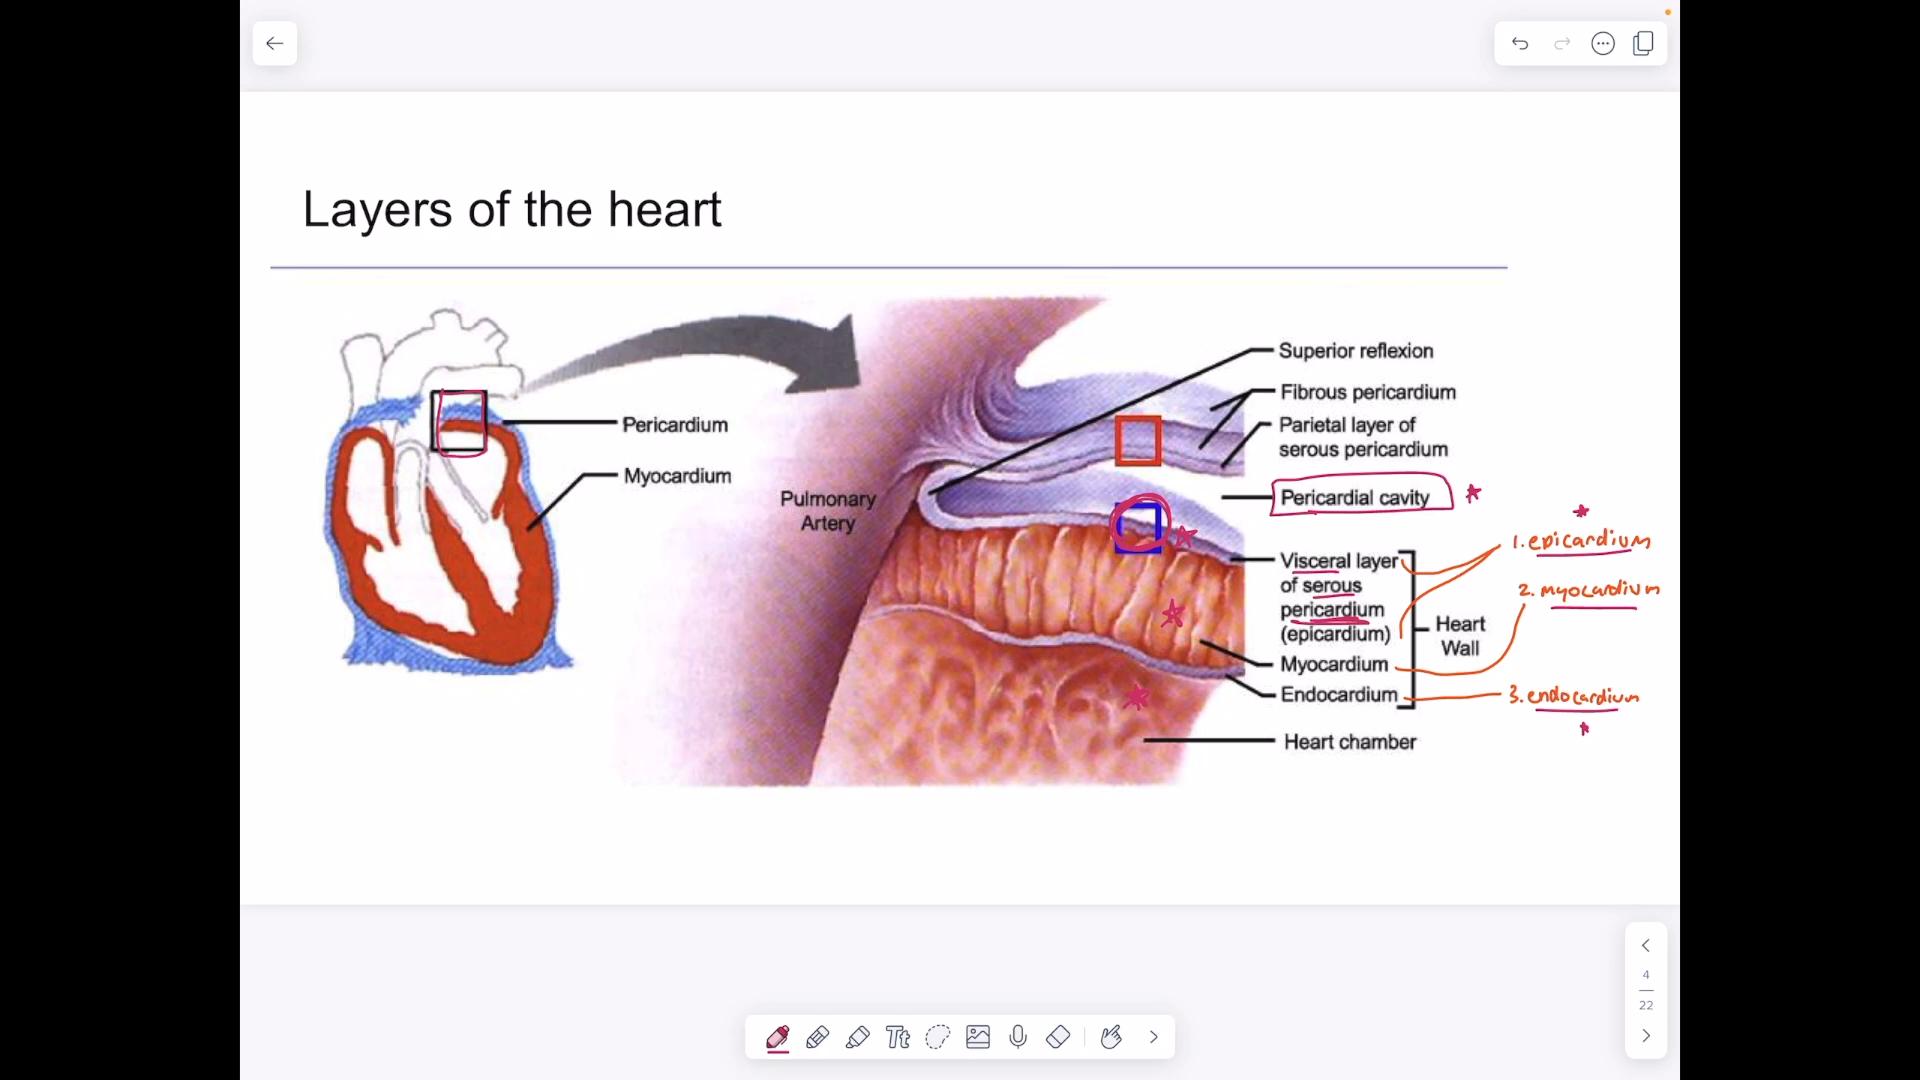 Layers of the heart
Pericardium
Myocardium
Pulmonary
Artery
Superior reflexion
Fibrous pericardium
Parietal layer of
serous pericardium
Pericardial cavity
Visceral layer
of serous
pericardium
(epicardium)
Myocardium
Endocardium
Heart
Wall
Heart chamber
1. epicardium
2. myocardium
3. endocardium
Tt
4
22